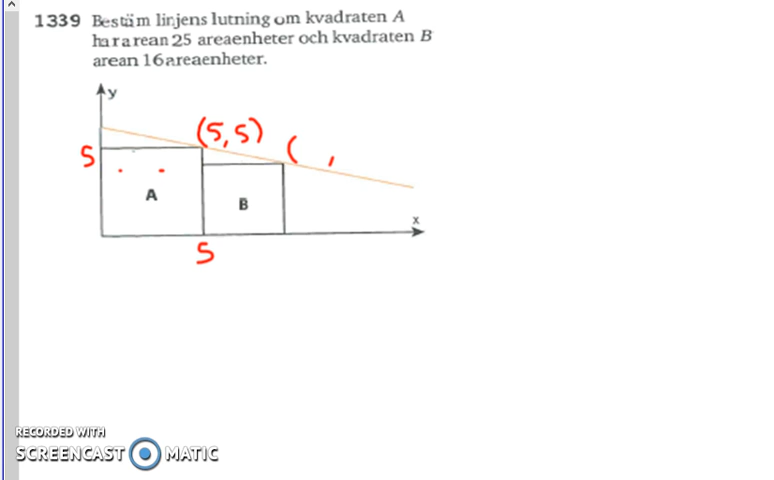 1339 Bestäm linjens lutning om kvadraten A
har arean 25 areaenheter och kvadraten B
arean 16 areaenheter.
y
(5,5) ( ,
5
A
B
x
5
RECORDED WITH
SCREENCAST MATIC